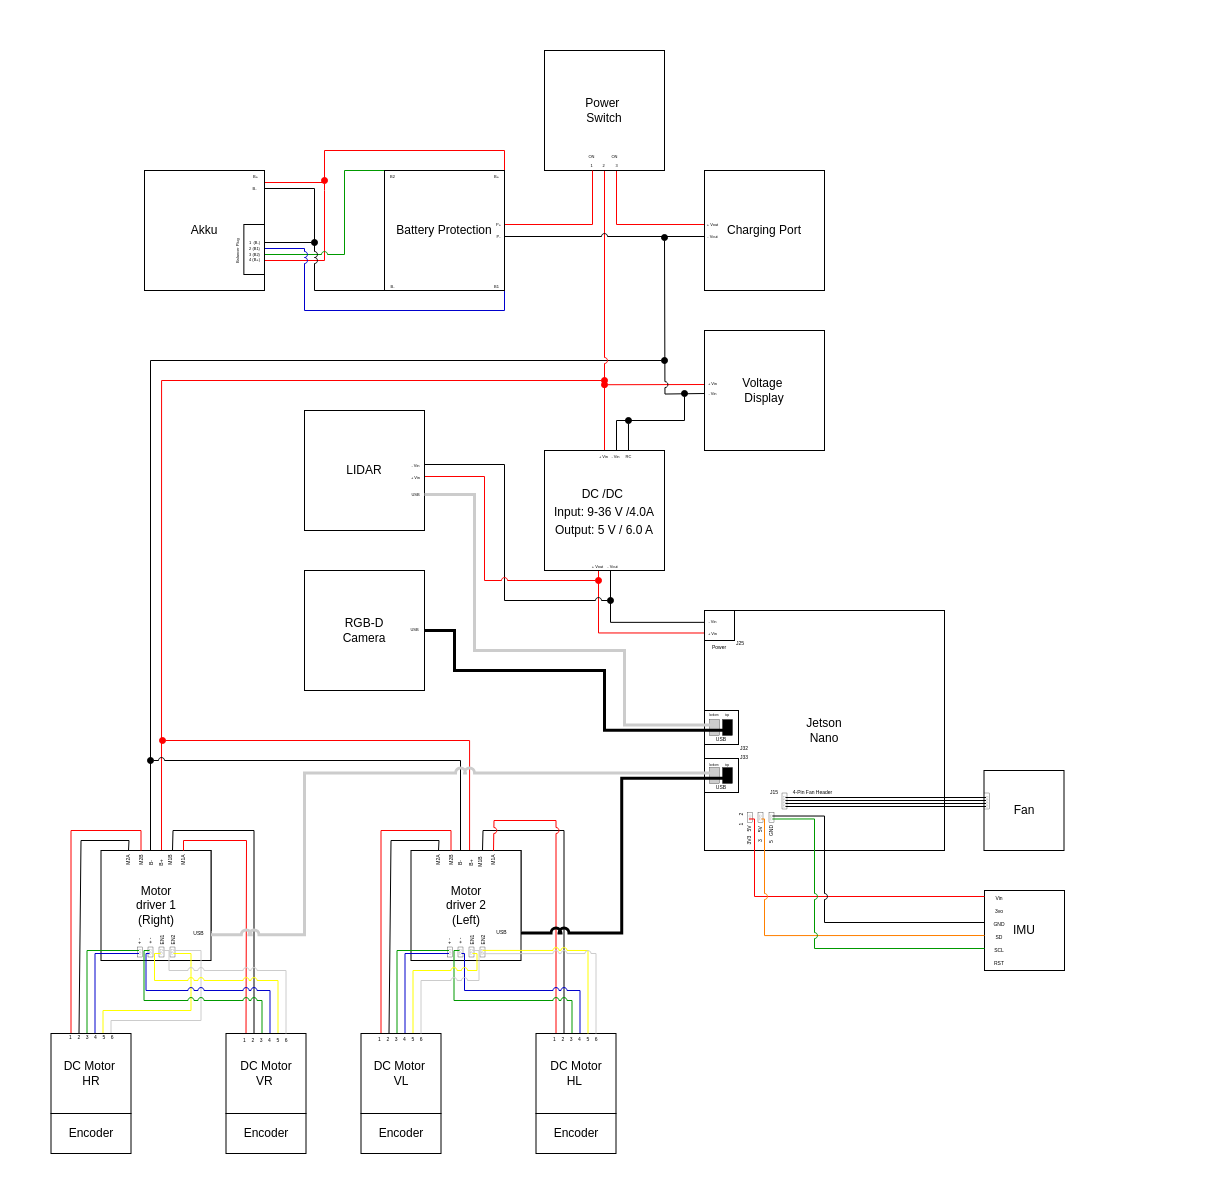 Power
Switch
ON ON
1 2 3
Akku
B+
B-
Balance Plug
1 (B-)
2 (B1)
3 (B2)
4 (B+)
B2 B+
Battery Protection
P+
P-
B- B1
+ Vout
- Vout
Charging Port
+ Vin
- Vin
Voltage
Display
LIDAR
- Vin
+ Vin
USB
+ Vin - Vin RC
DC /DC
Input: 9-36 V /4.0A
Output: 5 V / 6.0 A
+ Vout - Vout
RGB-D
Camera
USB
- Vin
+ Vin
Power
J25
Jetson
Nano
bottom top
USB
J32
J33
bottom top
USB
J15
4-Pin Fan Header
Fan
1 2
3V3 5V
3 5V
5 GND
Vin
3vo
GND
SD
SCL
RST
IMU
M2A M2B B- B+ M1B M1A
Motor
driver 1
(Right)
USB
+ - + - EN1 EN2
M2A M2B B- B+ M1B M1A
Motor
driver 2
(Left)
USB
+ - + - EN1 EN2
1 2 3 4 5 6
DC Motor
HR
Encoder
1 2 3 4 5 6
DC Motor
VR
Encoder
1 2 3 4 5 6
DC Motor
VL
Encoder
1 2 3 4 5 6
DC Motor
HL
Encoder